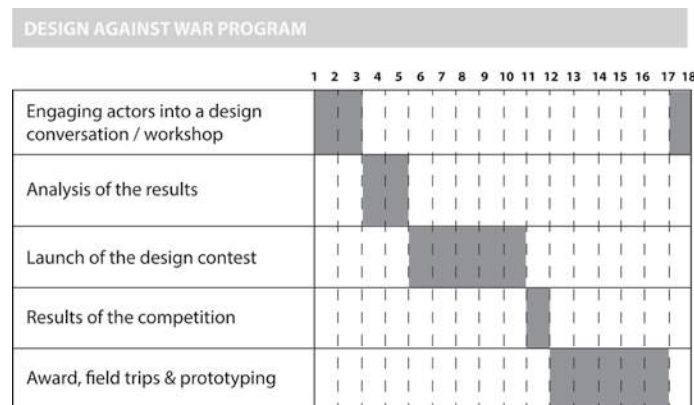 DESIGN AGAINST WAR PROGRAM
1 2 3 4 5 6 7 8 9 10 11 12 13 14 15 16 17 18
Engaging actors into a design
conversation / workshop
Analysis of the results
Launch of the design contest
Results of the competition
Award, field trips & prototyping